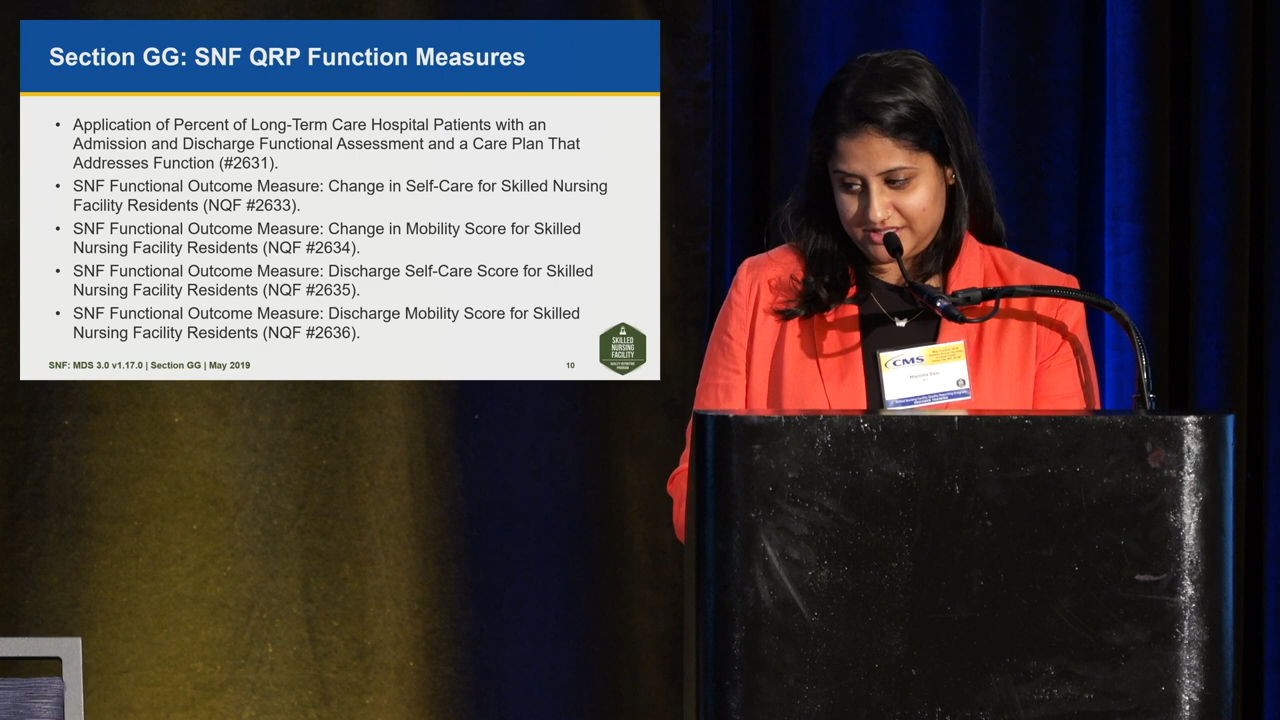 Section GG: SNF QRP Function Measures
• Application of Percent of Long-Term Care Hospital Patients with an
Admission and Discharge Functional Assessment and a Care Plan That
Addresses Function (#2631).
• SNF Functional Outcome Measure: Change in Self-Care for Skilled Nursing
Facility Residents (NQF #2633).
• SNF Functional Outcome Measure: Change in Mobility Score for Skilled
Nursing Facility Residents (NQF #2634).
• SNF Functional Outcome Measure: Discharge Self-Care Score for Skilled
Nursing Facility Residents (NQF #2635).
• SNF Functional Outcome Measure: Discharge Mobility Score for Skilled
Nursing Facility Residents (NQF #2636).
SKILLED
NURSING
FACILITY
SNF: MDS 3.0 v1.17.0 | Section GG | May 2019
10
CMS